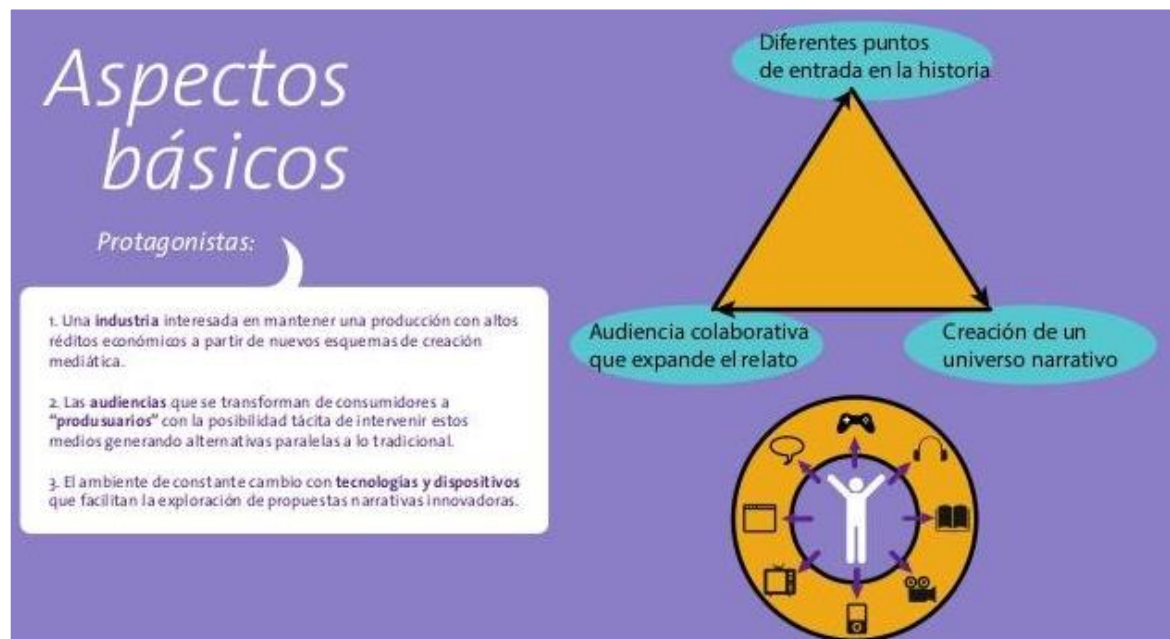 Aspectos
básicos
Protagonistas:
1. Una industria interesada en mantener una producción con altos
réditos económicos a partir de nuevos esquemas de creación
mediática.
2. Las audiencias que se transforman de consumidores a
"produsuarios" con la posibilidad tácita de intervenir estos
medios generando alternativas paralelas a lo tradicional.
3. El ambiente de constante cambio con tecnologías y dispositivos
que facilitan la exploración de propuestas narrativas innovadoras.
Diferentes puntos
de entrada en la historia
Audiencia colaborativa
que expande el relato
Creación de un
universo narrativo